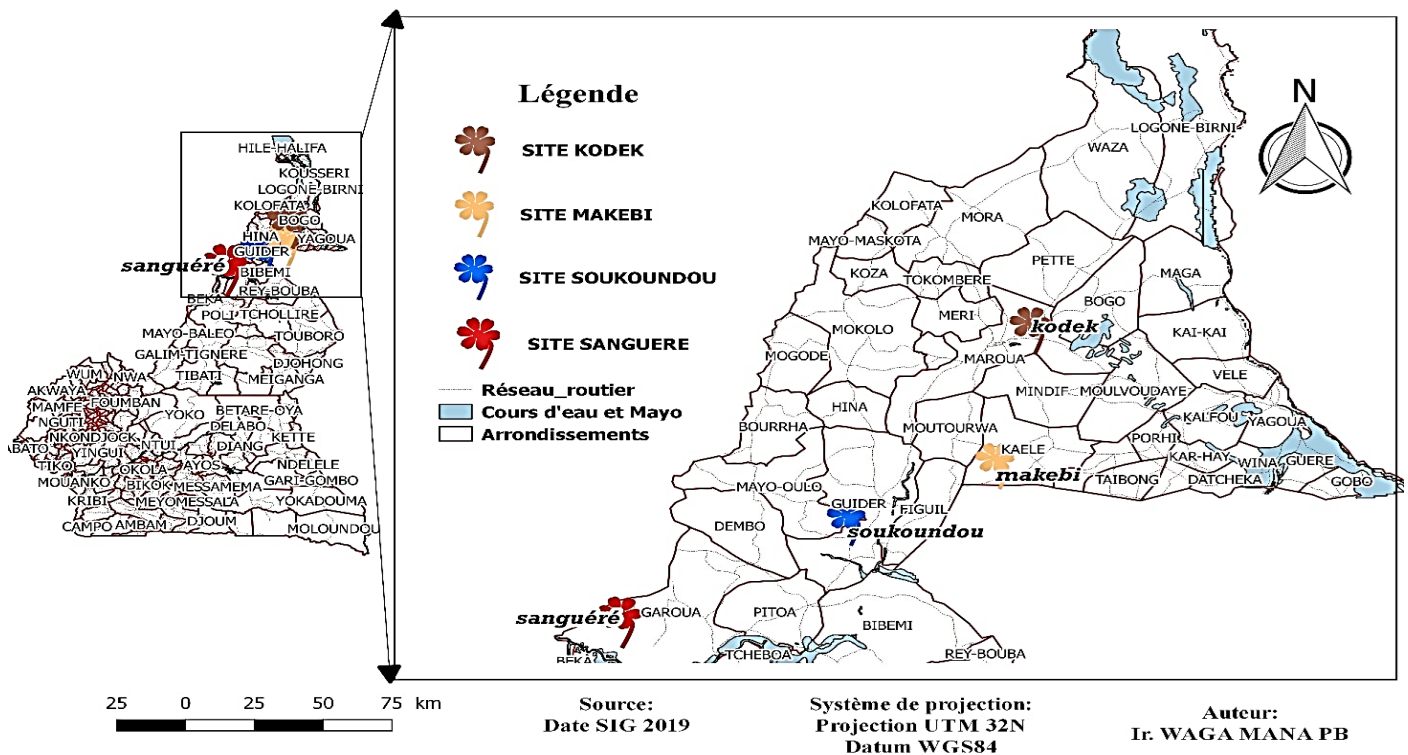 HILE-HALIFA
KOUSSERI
LOGONE-BIRNI
KOLOFATA
BOGO
HINA
YAGOUA
GUIDER
sanguéré
BIBEMI
REY-BOUBA
BEKA
POLI
TCHOLLIRE
MAYO-BALEO
TOUBORO
GALIM-TIGNERE
DJOHONG
TIBATI
MEIGANGA
WUM
NWA
AKWAYA
FOUMBAN
MAMFE
YOKO
BETARE-OYA
NGUTI
DELABO
NKONDJOCK
NTUI
DIANG
KETTE
BATO
YINGUI
TIKO
OKOLA
AYOS
NDELELE
MOUANKO
BIKOK
MESSAMEMA
GARI-GOMBO
KRIBI
MEYOMESSALA
YOKADOUMA
CAMPO
AMBAM
DJOUM
MOLOUNDOU
Légende
SITE KODEK
SITE MAKEBI
SITE SOUKOUNDOU
SITE SANGUERE
Réseau_routier
Cours d'eau et Mayo
Arrondissements
N
LOGONE-BIRNI
WAZA
KOLOFATA
MORA
MAYO-MASKOTA
PETTE
KOZA
TOKOMBERE
MAGA
BOGO
MERI
kodek
MOKOLO
KAI-KAI
MOGODE
MAROUA
VELE
MINDIF
MOULVOUDAYE
HINA
KALFOU
YAGOUA
BOURRHA
MOUTOURWA
PORHI
KAELE
KAR-HAY
WINA
GUERE
makebi
TAIBONG
DATCHEKA
GOBO
MAYO-OULO
GUIDER
FIGUIL
DEMBO
soukoundou
sanguéré
GAROUA
PITOA
BIBEMI
BEKA
TCHEBOA
REY-BOUBA
25 0 25 50 75 km
Source:
Date SIG 2019
Système de projection:
Projection UTM 32N
Datum WGS84
Auteur:
Ir. WAGA MANA PB